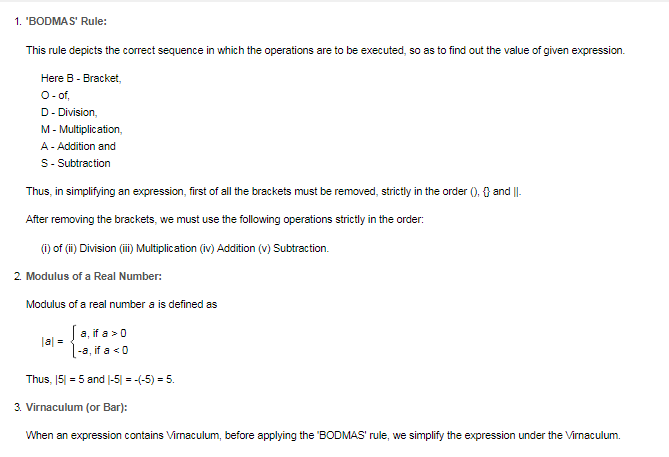 1. 'BODMAS' Rule:
This rule depicts the correct sequence in which the operations are to be executed, so as to find out the value of given expression.
Here B - Bracket,
O - of,
D - Division,
M - Multiplication,
A - Addition and
S - Subtraction
Thus, in simplifying an expression, first of all the brackets must be removed, strictly in the order (), {} and ||.
After removing the brackets, we must use the following operations strictly in the order:
(i) of (ii) Division (iii) Multiplication (iv) Addition (v) Subtraction.
2. Modulus of a Real Number:
Modulus of a real number a is defined as
|a| = { a, if a > 0
-a, if a < 0
Thus, |5| = 5 and |-5| = -(-5) = 5.
3. Virnaculum (or Bar):
When an expression contains Virnaculum, before applying the 'BODMAS' rule, we simplify the expression under the Virnaculum.